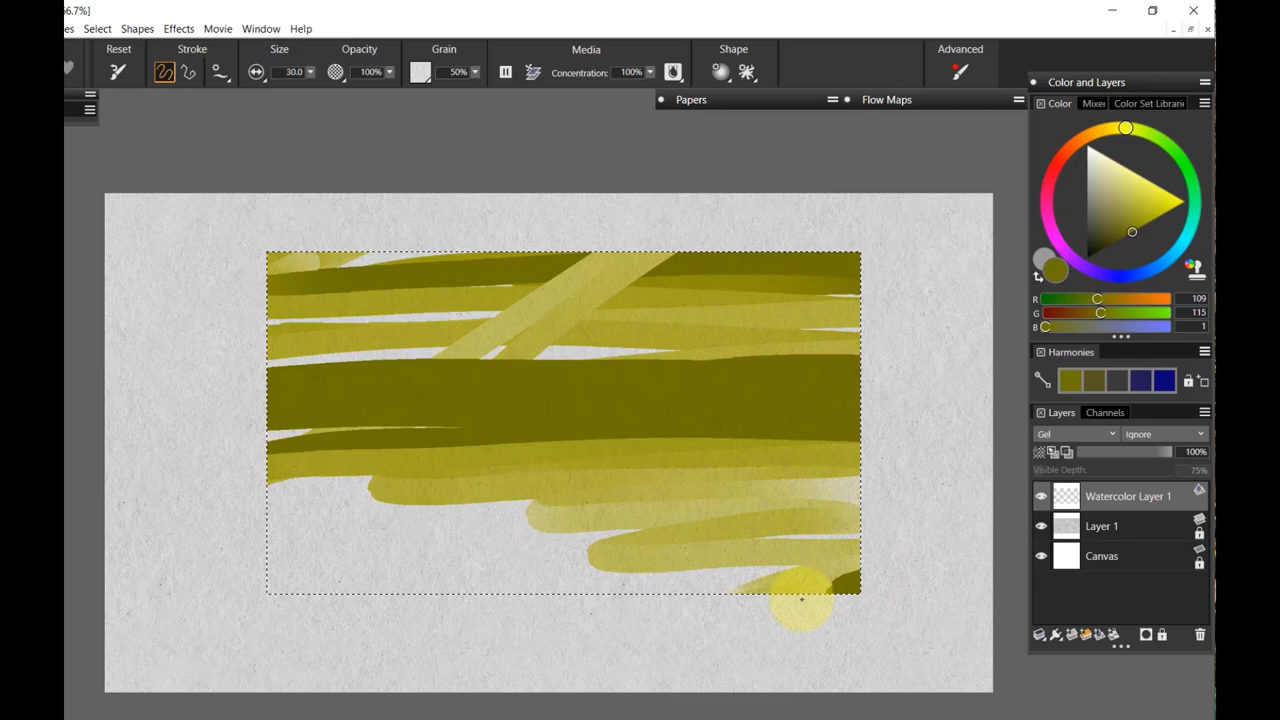 56.7%]
es Select Shapes Effects Movie Window Help
Reset Stroke Size Opacity Grain Media Shape Advanced
30.0 100% 50% Concentration: 100%
Color and Layers
Papers Flow Maps
Color Mixer Color Set Librari
R 109
G 115
B 1
Harmonies
Layers Channels
Gel Ignore
100%
Visible Depth: 75%
Watercolor Layer 1
Layer 1
Canvas